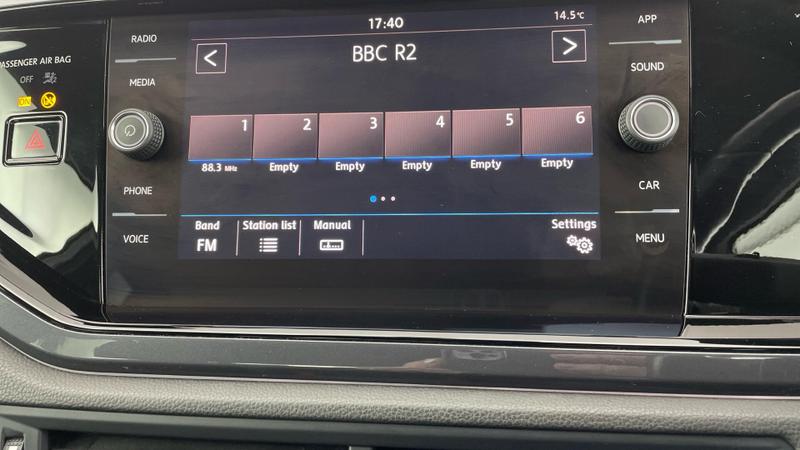 17:40
14.5°C
BBC R2
1 2 3 4 5 6
88.3 MHz Empty Empty Empty Empty Empty
Band Station list Manual Settings
FM
RADIO
MEDIA
PHONE
VOICE
APP
SOUND
CAR
MENU
PASSENGER AIR BAG
OFF
ON